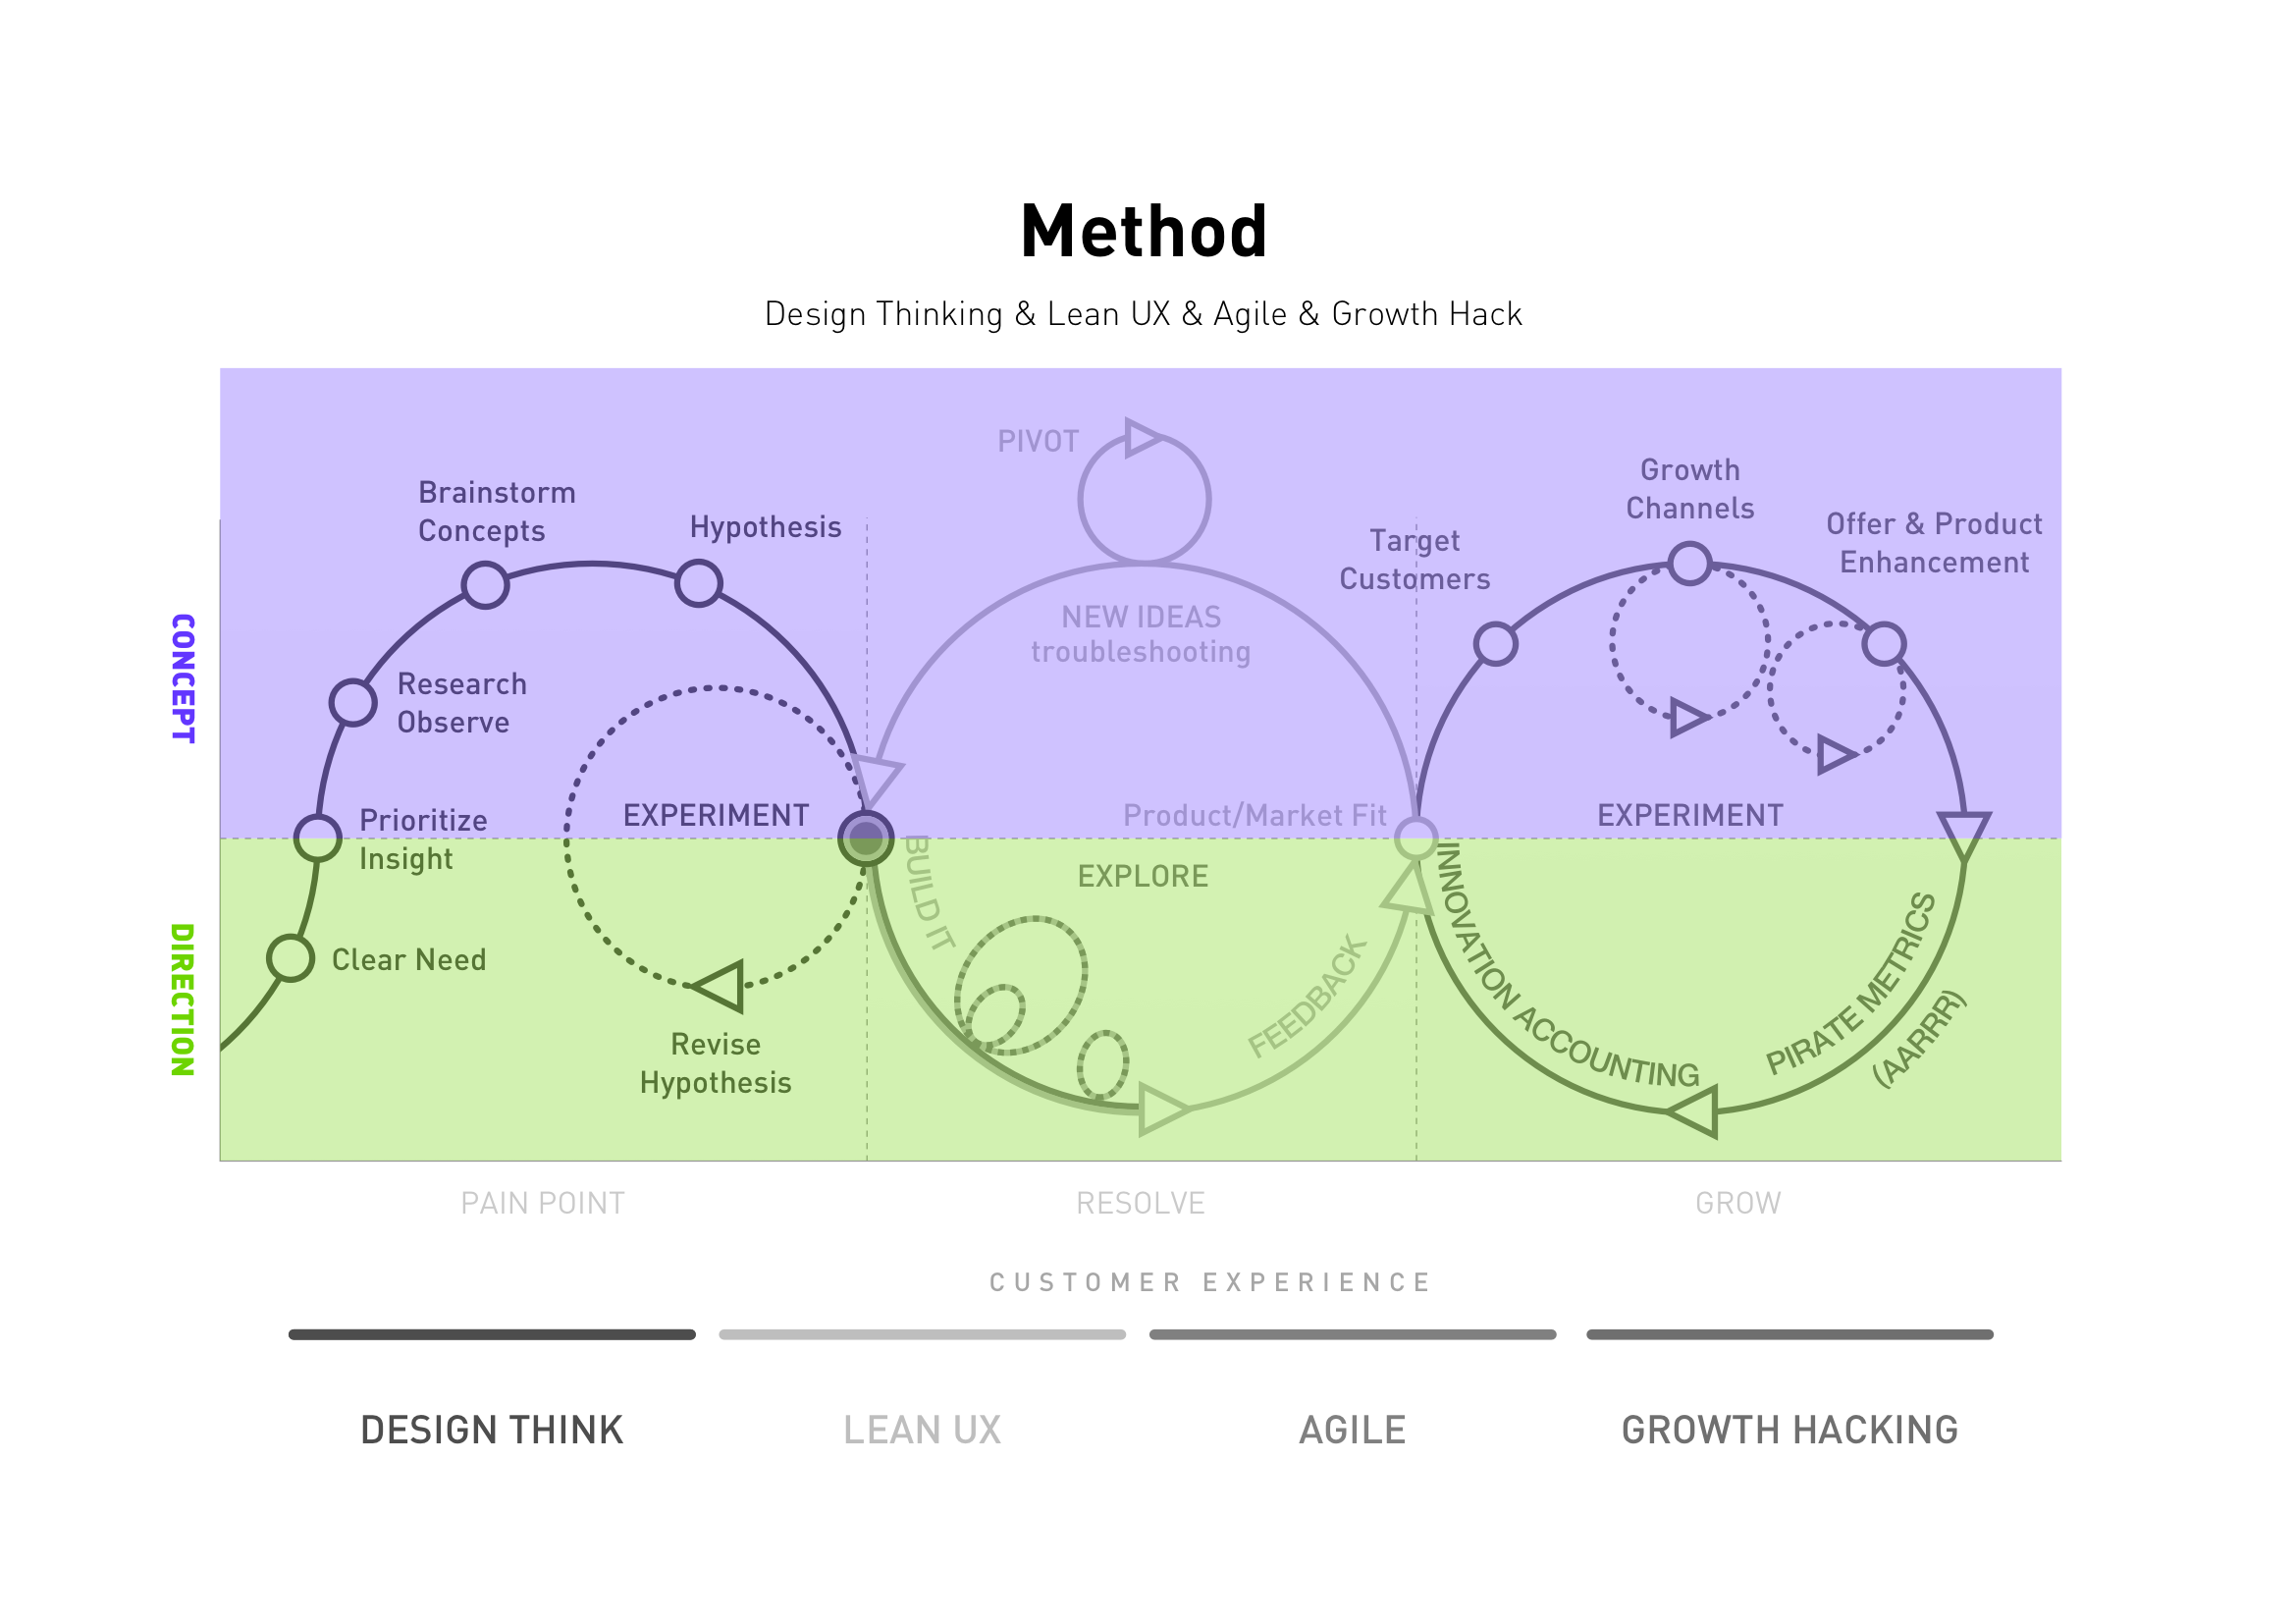 Method
Design Thinking & Lean UX & Agile & Growth Hack
CONCEPT
DIRECTION
Brainstorm
Concepts
Hypothesis
Research
Observe
Prioritize
Insight
Clear Need
EXPERIMENT
Revise
Hypothesis
PIVOT
NEW IDEAS
troubleshooting
Product/Market Fit
EXPLORE
BUILD IT
FEEDBACK
Target
Customers
Growth
Channels
Offer & Product
Enhancement
EXPERIMENT
INNOVATION ACCOUNTING
PIRATE METRICS
(AARRR)
PAIN POINT
RESOLVE
GROW
CUSTOMER EXPERIENCE
DESIGN THINK
LEAN UX
AGILE
GROWTH HACKING